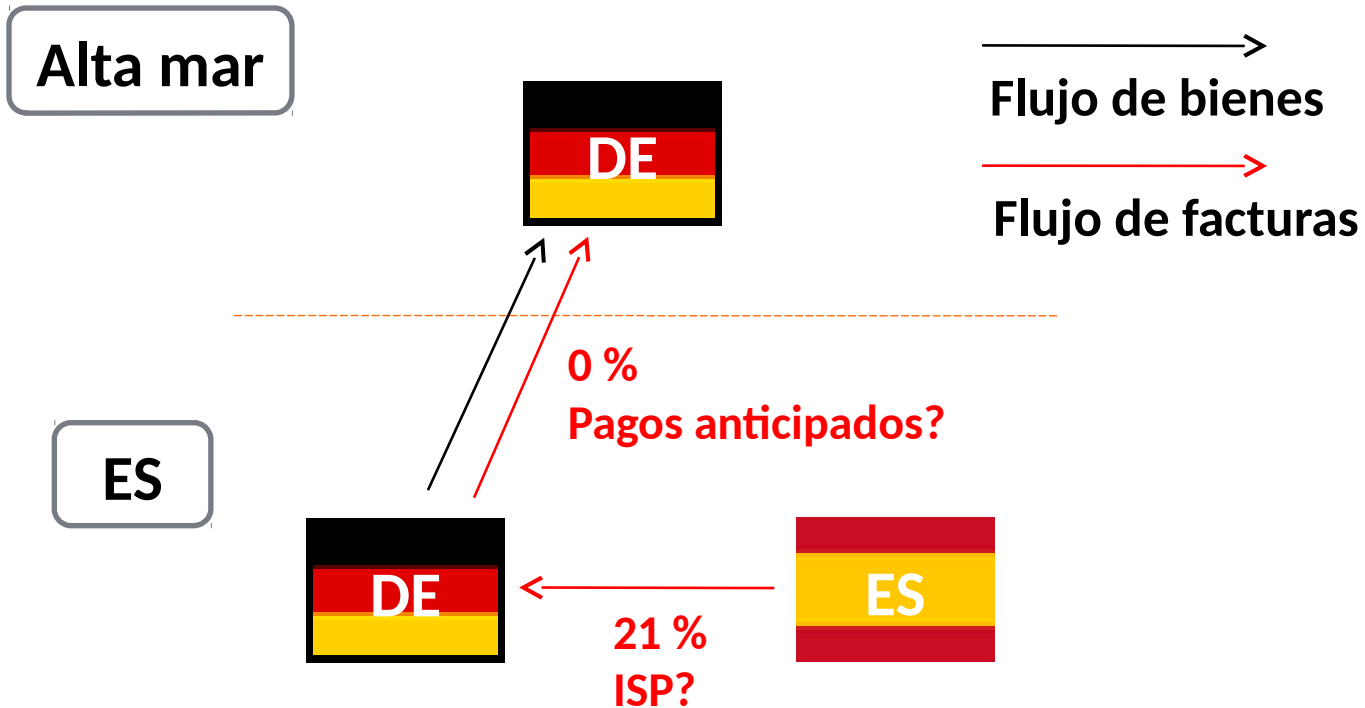 Alta mar
Flujo de bienes
DE
Flujo de facturas
0 %
Pagos anticipados?
ES
DE
ES
21 %
ISP?